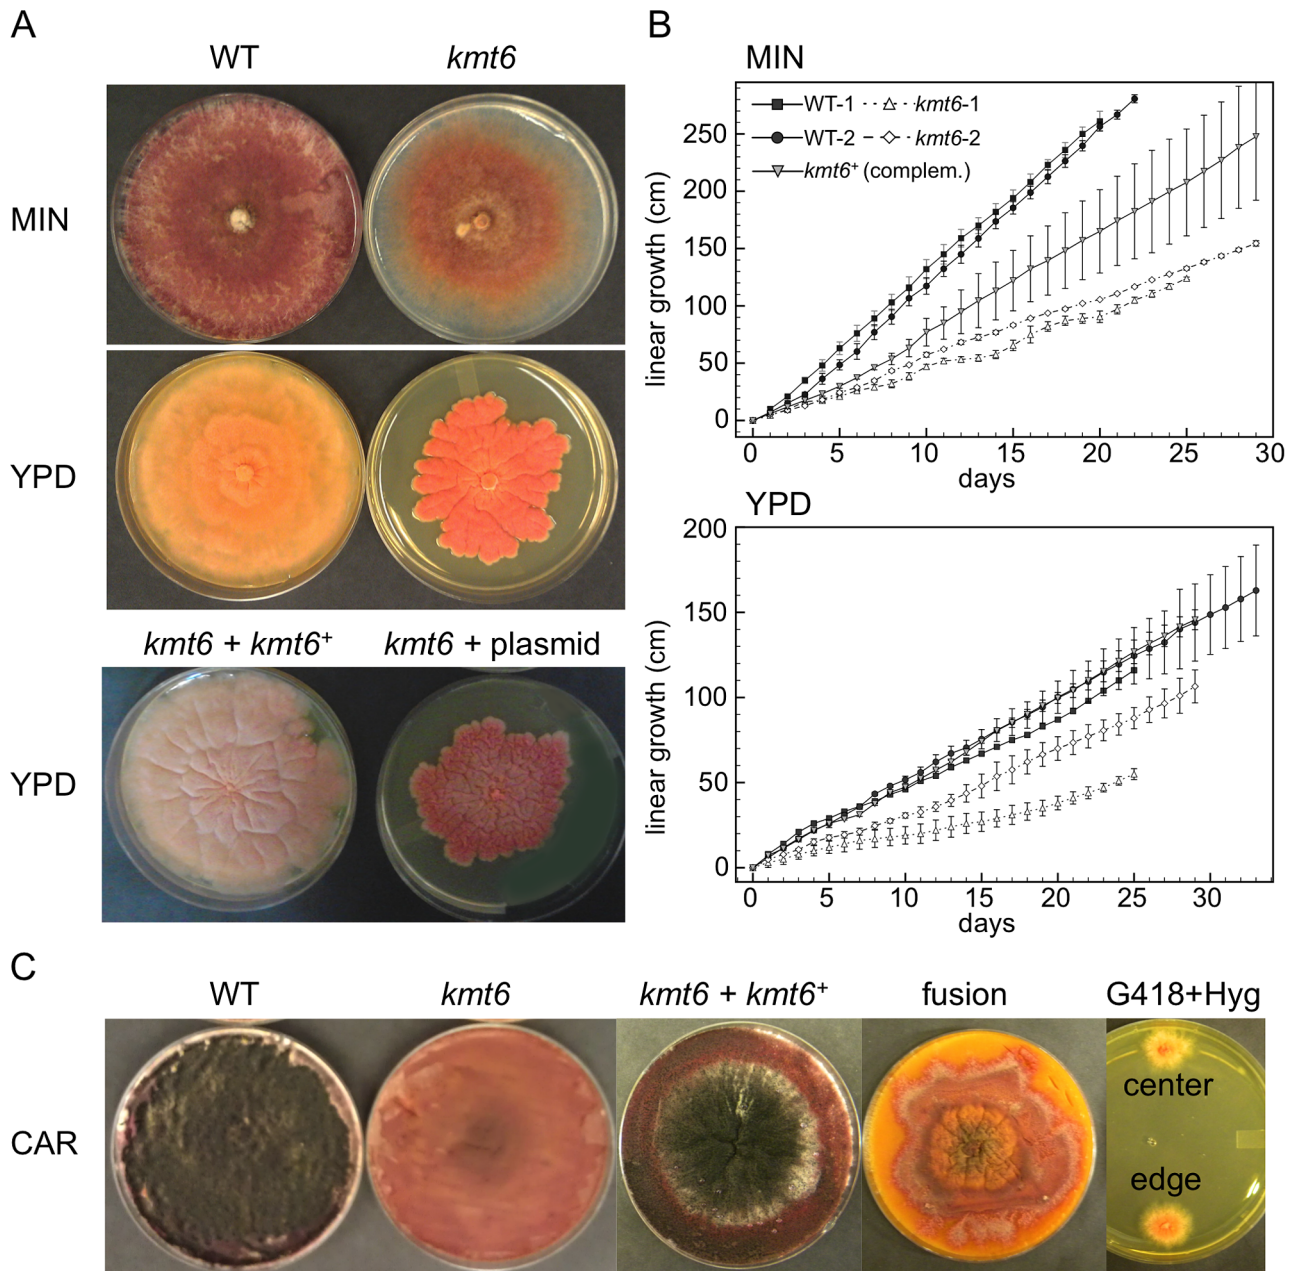 A
WT kmt6
MIN
YPD
kmt6 + kmt6+ kmt6 + plasmid
YPD
B
MIN
WT-1 kmt6-1
WT-2 kmt6-2
kmt6+ (complem.)
linear growth (cm)
250
200
150
100
50
0
0 5 10 15 20 25 30
days
YPD
linear growth (cm)
200
150
100
50
0
0 5 10 15 20 25 30
days
C
WT kmt6 kmt6 + kmt6+ fusion G418+Hyg
CAR
center
edge